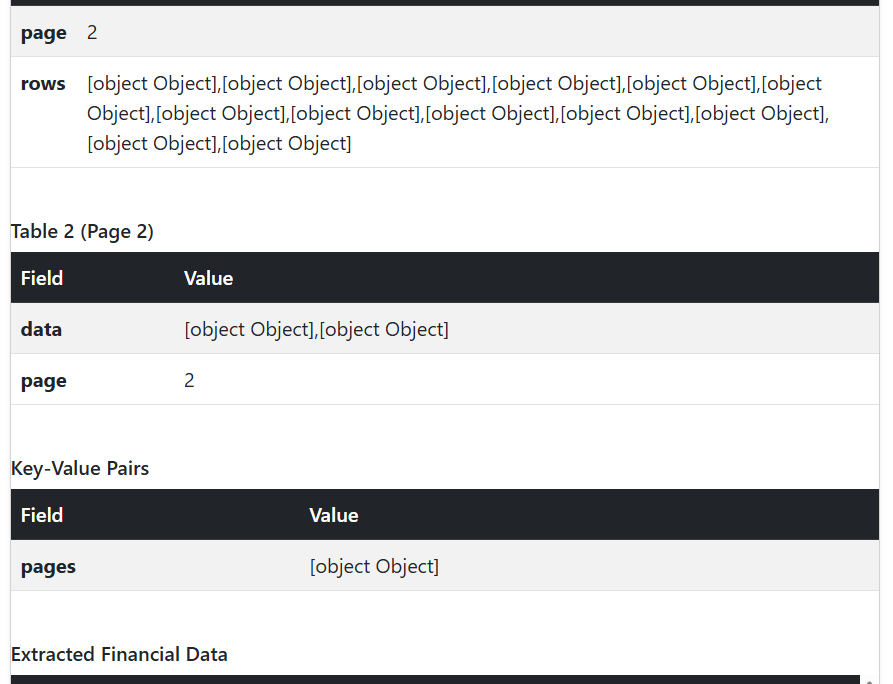 page 2
rows [object Object],[object Object],[object Object],[object Object],[object Object],[object
Object],[object Object],[object Object],[object Object],[object Object],[object Object],
[object Object],[object Object]
Table 2 (Page 2)
Field Value
data [object Object],[object Object]
page 2
Key-Value Pairs
Field Value
pages [object Object]
Extracted Financial Data